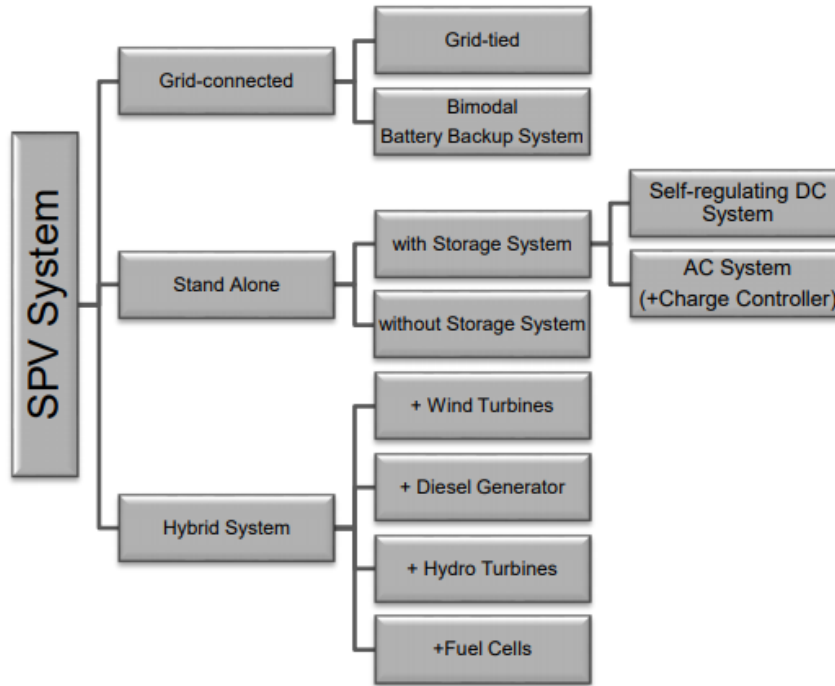 SPV System
Grid-connected
Grid-tied
Bimodal
Battery Backup System
Stand Alone
with Storage System
Self-regulating DC
System
AC System
(+Charge Controller)
without Storage System
Hybrid System
+ Wind Turbines
+ Diesel Generator
+ Hydro Turbines
+Fuel Cells